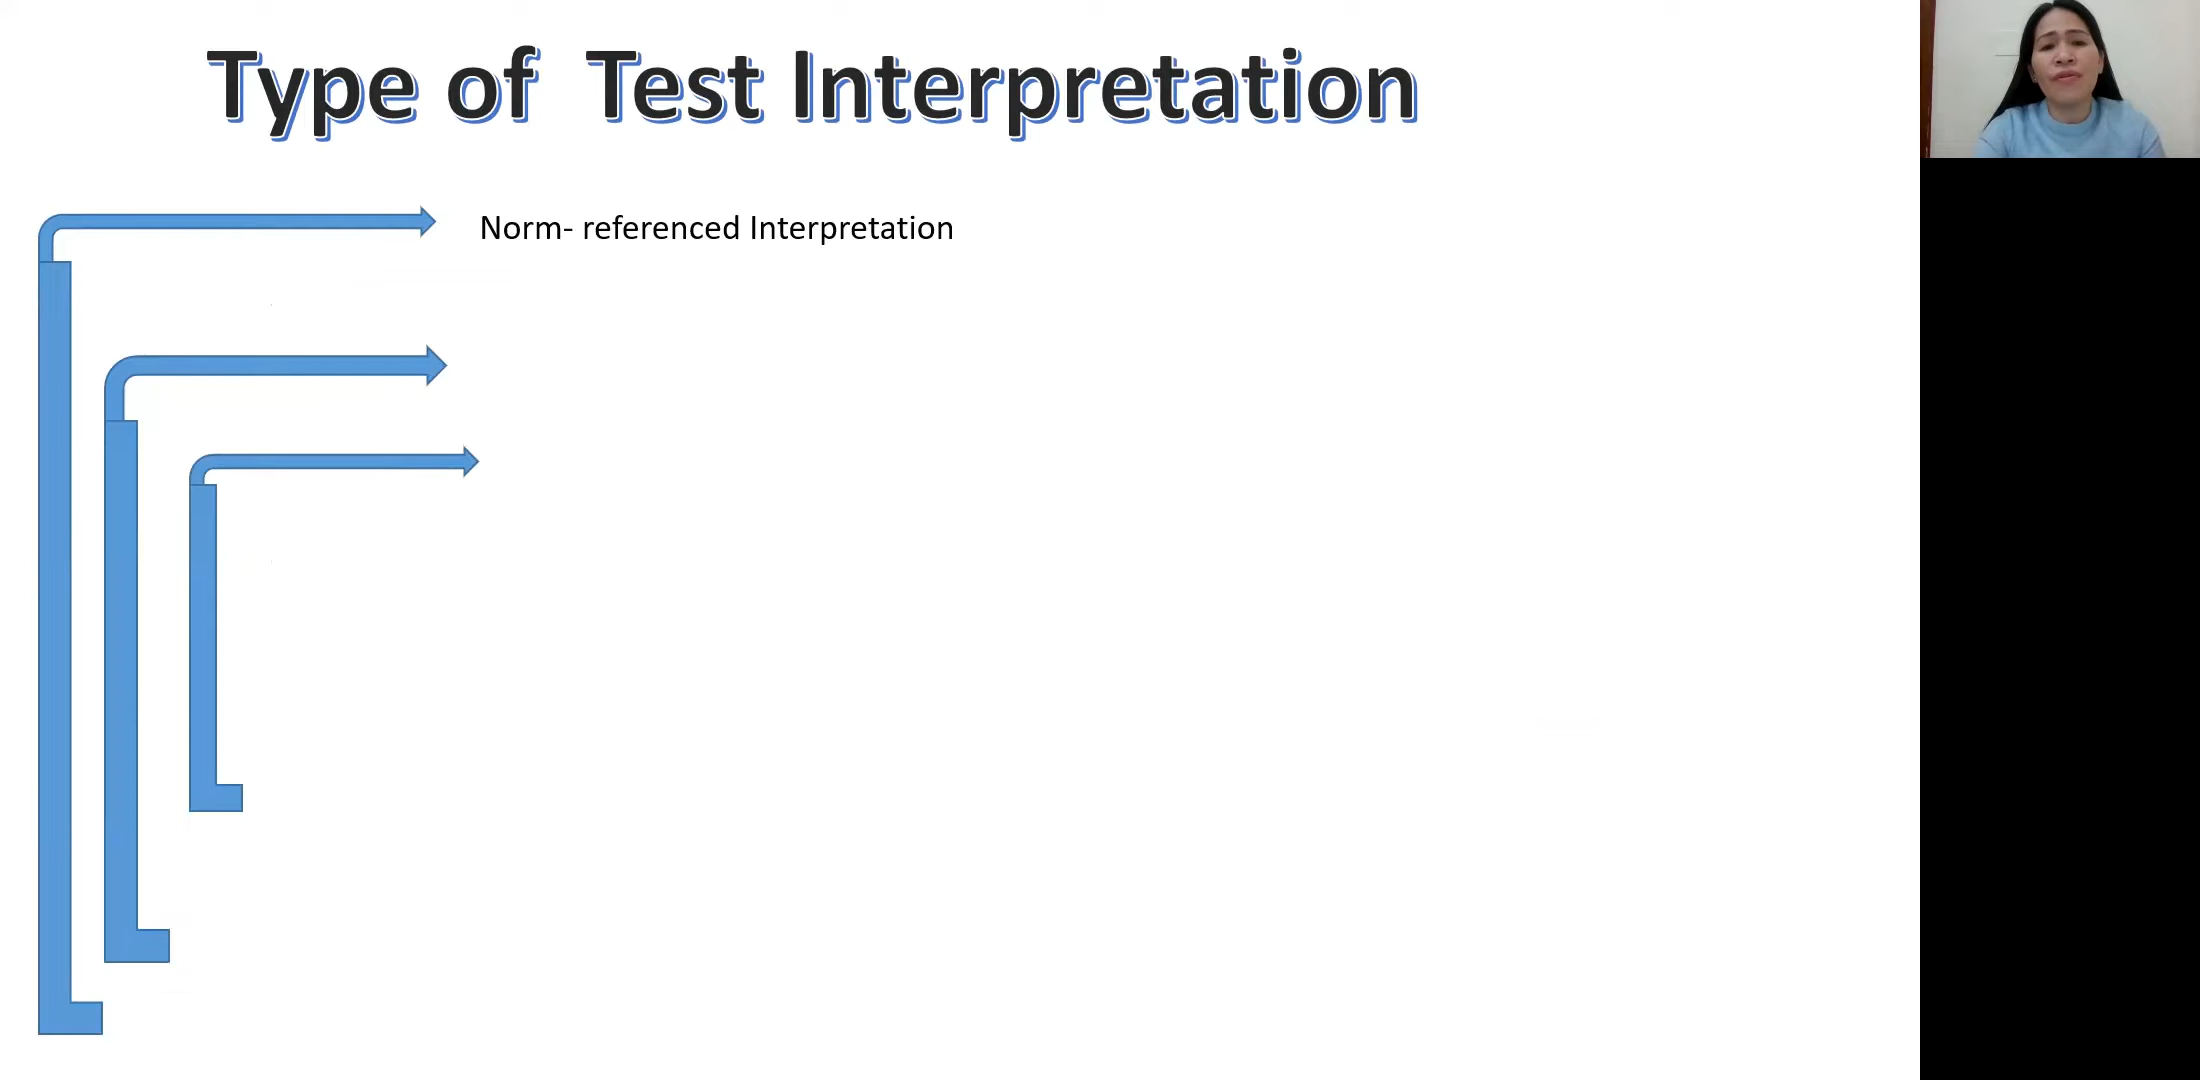 Type of Test Interpretation
Norm- referenced Interpretation